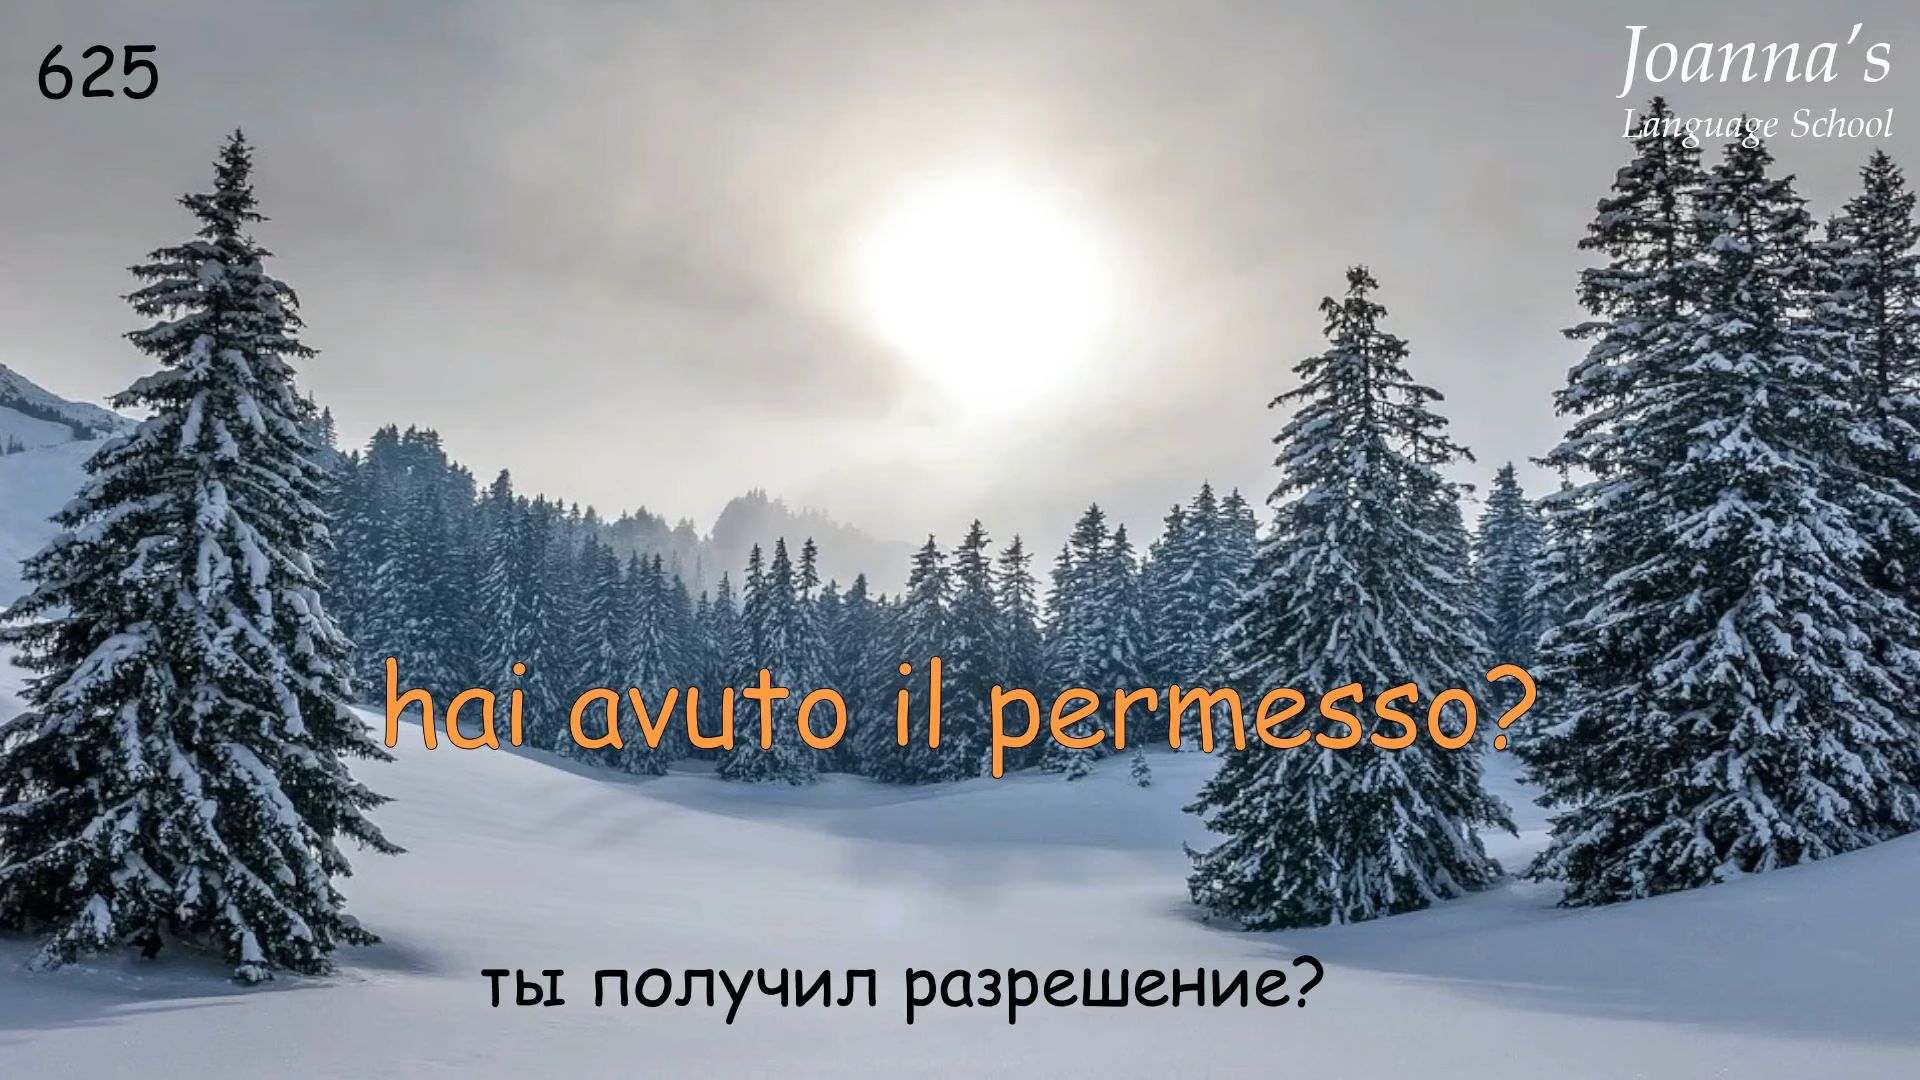 625
Joanna's
Language School
hai avuto il permesso?
ты получил разрешение?